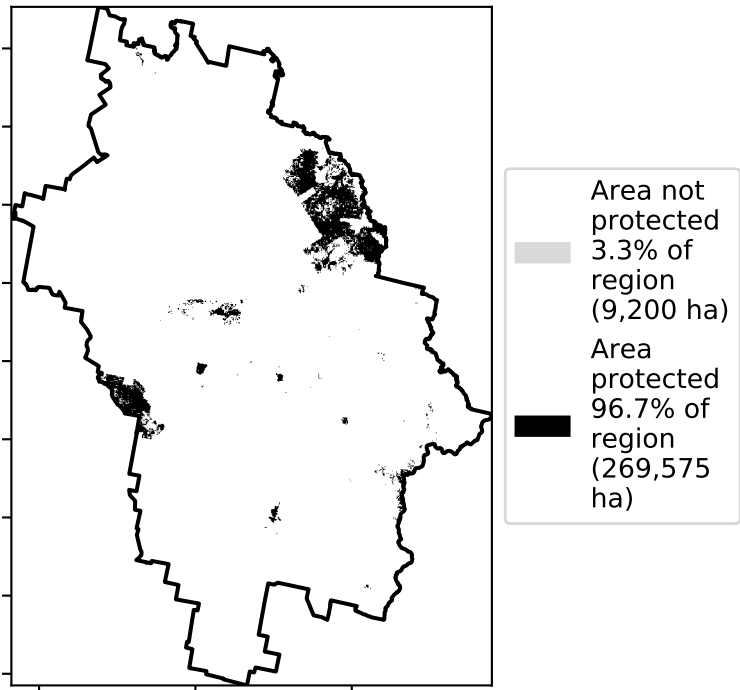 Area not
protected
3.3% of
region
(9,200 ha)
Area
protected
96.7% of
region
(269,575
ha)